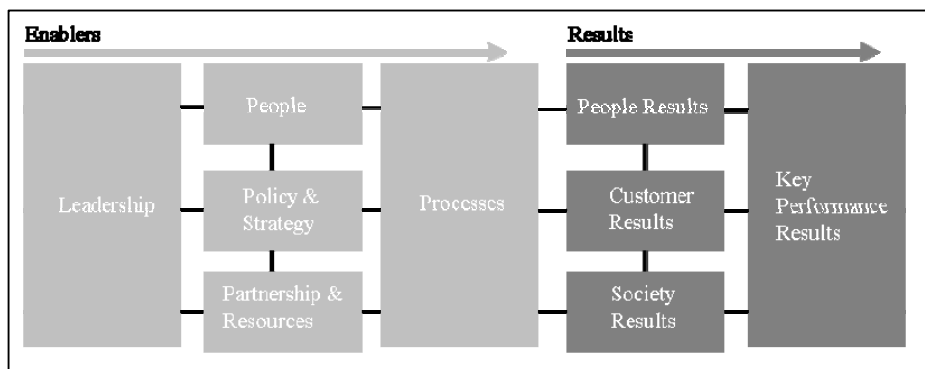 Enablers
Results
Leadership
People
Policy &
Strategy
Partnership &
Resources
Processes
People Results
Customer
Results
Society
Results
Key
Performance
Results